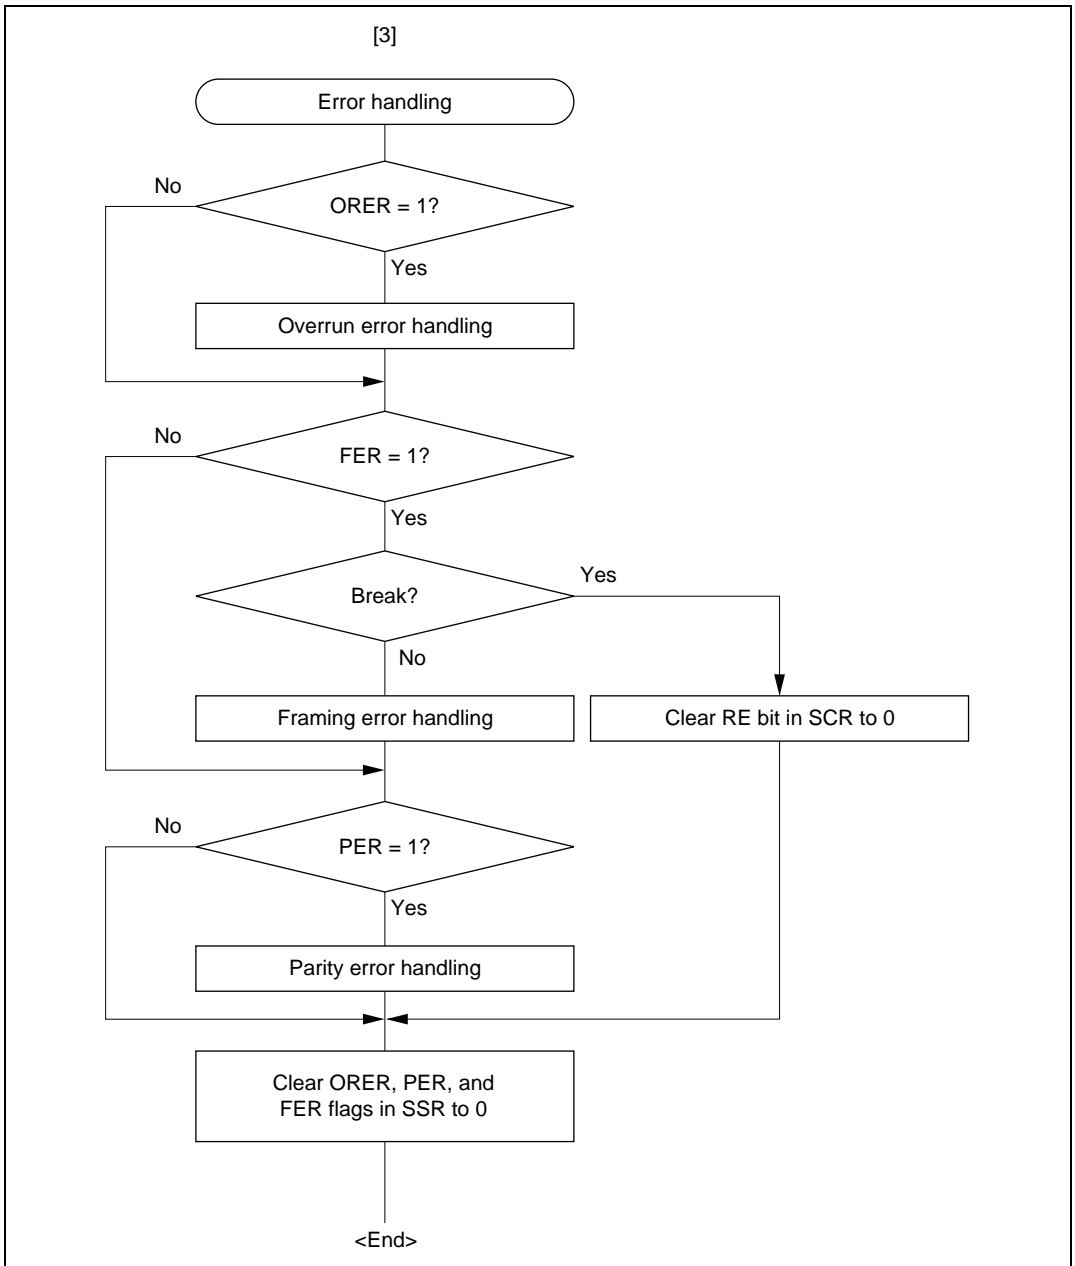 [3]
Error handling
No
ORER = 1?
Yes
Overrun error handling
No
FER = 1?
Yes
Yes
Break?
No
Framing error handling
Clear RE bit in SCR to 0
No
PER = 1?
Yes
Parity error handling
Clear ORER, PER, and
FER flags in SSR to 0
<End>